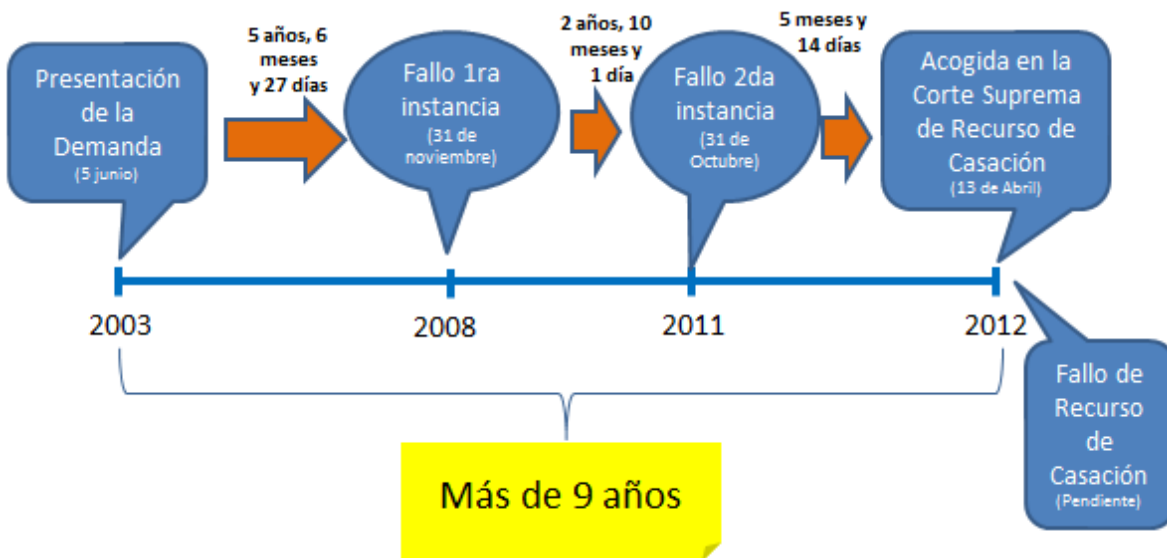 Presentación
de la
Demanda
(5 junio)
5 años, 6
meses
y 27 días
Fallo 1ra
instancia
(31 de
noviembre)
2 años, 10
meses y
1 día
Fallo 2da
instancia
(31 de
Octubre)
5 meses y
14 días
Acogida en la
Corte Suprema
de Recurso de
Casación
(13 de Abril)
2003
2008
2011
2012
Fallo de
Recurso
de
Casación
(Pendiente)
Más de 9 años